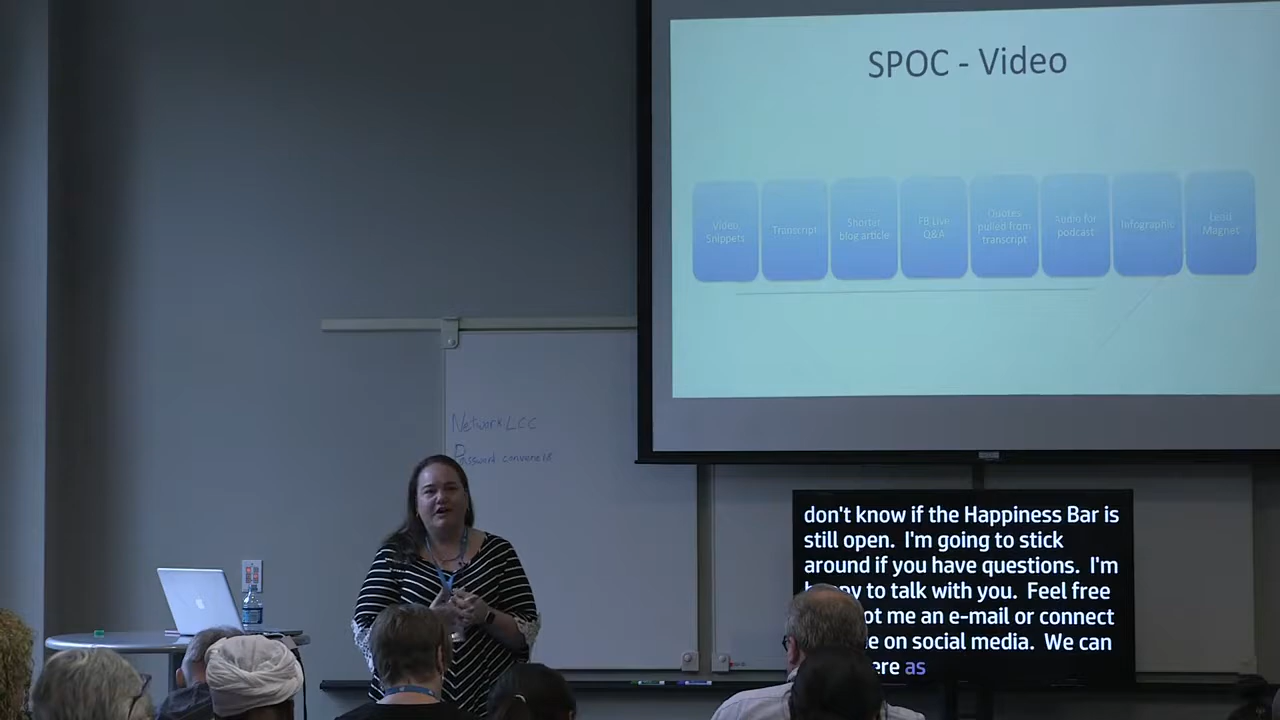 SPOC - Video
Video
Snippets
Transcript
Shorter
blog article
FB Live
Q&A
Quotes
pulled from
transcript
Audio for
podcast
Infographic
Lead
Magnet
Network LCC
Password convene18
don't know if the Happiness Bar is
still open. I'm going to stick
around if you have questions. I'm
to talk with you. Feel free
me an e-mail or connect
on social media. We can
as